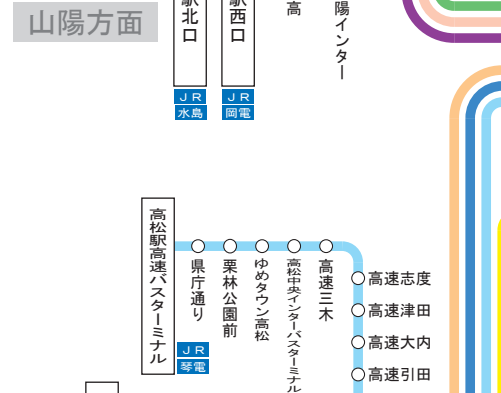 山陽方面
駅北口
駅西口
高
陽インター
JR
水島
JR
岡電
高松駅高速バスターミナル
県庁通り
栗林公園前
ゆめタウン高松
高松中央インターバスターミナル
高速三木
JR
琴電
高速志度
高速津田
高速大内
高速引田